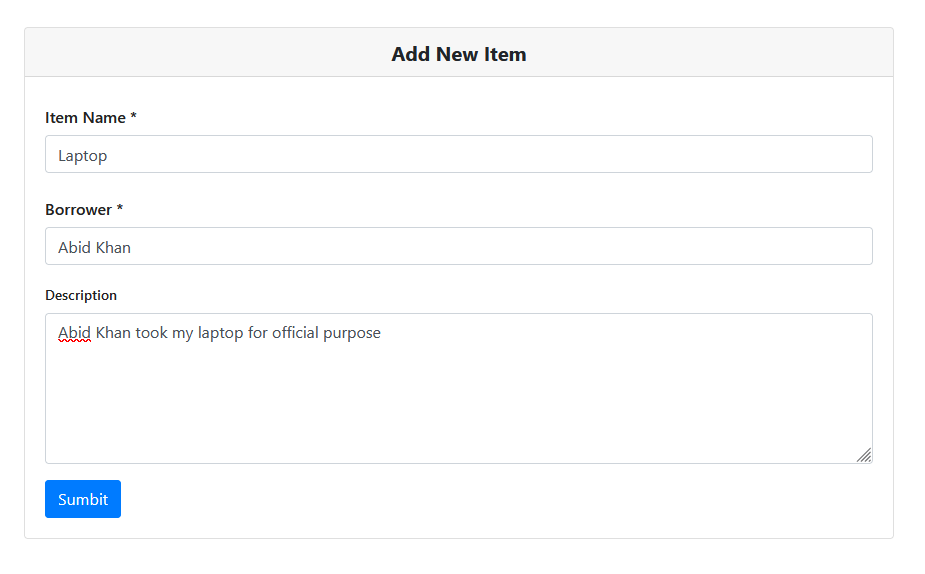 Add New Item
Item Name *
Laptop
Borrower *
Abid Khan
Description
Abid Khan took my laptop for official purpose
Sumbit